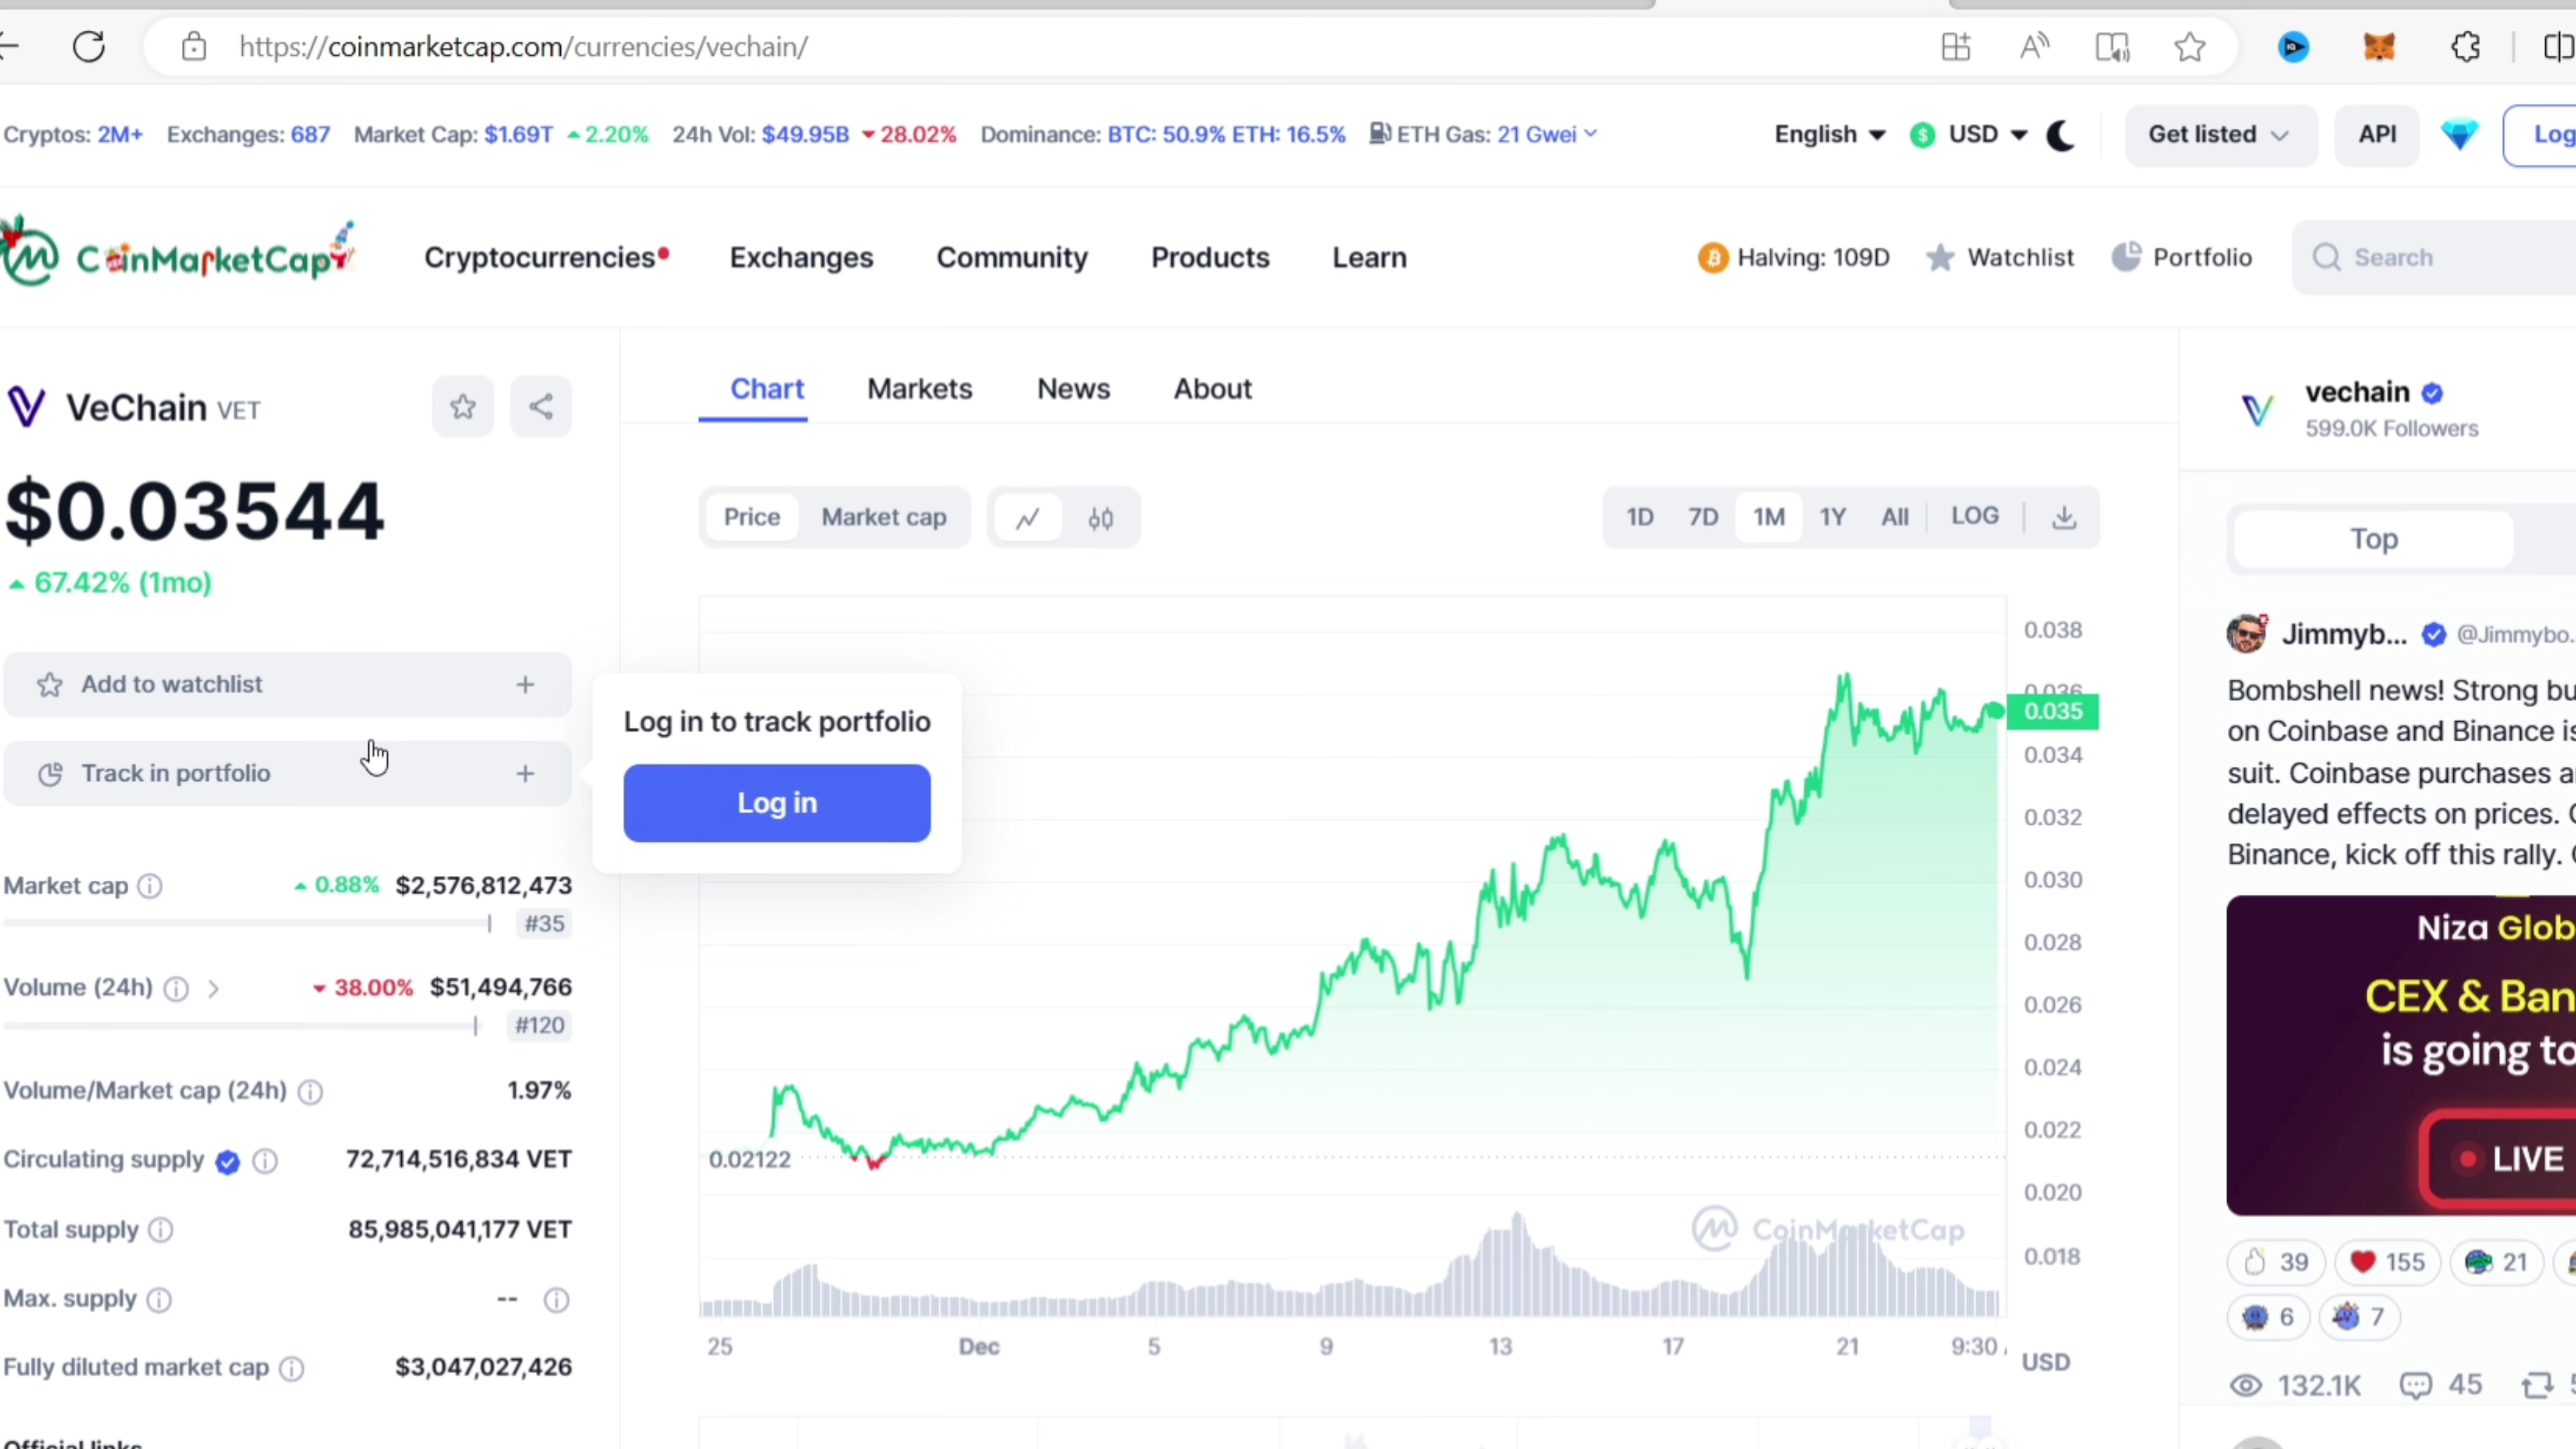 https://coinmarketcap.com/currencies/vechain/
Cryptos: 2M+ Exchanges: 687 Market Cap: $1.69T 2.20% 24h Vol: $49.95B 28.02% Dominance: BTC: 50.9% ETH: 16.5% ETH Gas: 21 Gwei English USD Get listed API Log
CoinMarketCap Cryptocurrencies Exchanges Community Products Learn Halving: 109D Watchlist Portfolio Search
VeChain VET
$0.03544
67.42% (1mo)
Add to watchlist +
Track in portfolio +
Log in to track portfolio
Log in
Market cap 0.88% $2,576,812,473
#35
Volume (24h) 38.00% $51,494,766
#120
Volume/Market cap (24h) 1.97%
Circulating supply 72,714,516,834 VET
Total supply 85,985,041,177 VET
Max. supply --
Fully diluted market cap $3,047,027,426
Official links
Chart Markets News About
Price Market cap
1D 7D 1M 1Y All LOG
0.038
0.036
0.035
0.034
0.032
0.030
0.028
0.026
0.024
0.022
0.020
0.018
0.02122
CoinMarketCap
25 Dec 5 9 13 17 21 9:30
USD
vechain
599.0K Followers
Top
Jimmyb... @Jimmybo.
Bombshell news! Strong bu
on Coinbase and Binance is
suit. Coinbase purchases a
delayed effects on prices.
Binance, kick off this rally.
Niza Glob
CEX & Ban
is going to
LIVE
39 155 21
6 7
132.1K 45